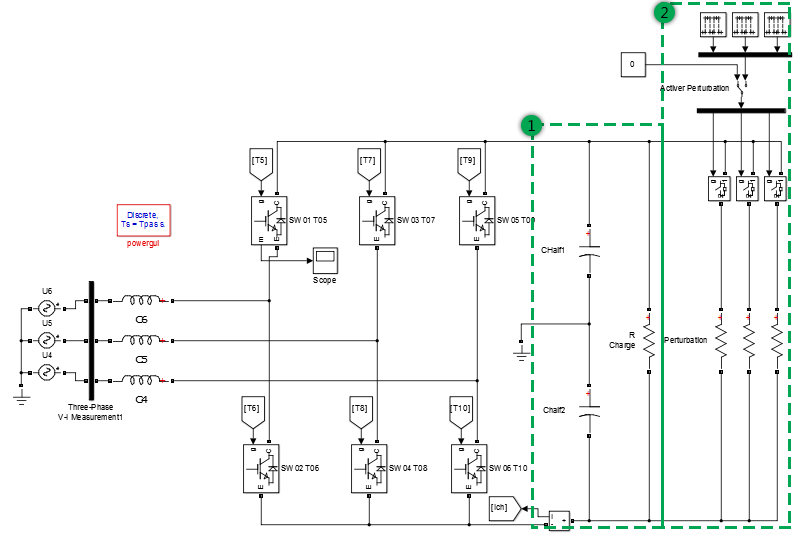 2
0
Activer Perturbation
1
[T5]
[T7]
[T9]
g
C
g
C
g
C
SW 01 T05
SW 03 T07
SW 05 T09
m
E
E
E
Discrete,
Ts = Tpas s.
powergui
Scope
CHalf1
+
U6
U5
U4
C6
C5
C4
Three-Phase
V-I Measurement1
R
Charge
+
Perturbation
+
+
+
Chalf2
+
[T6]
[T8]
[T10]
g
C
g
C
g
C
SW 02 T06
SW 04 T08
SW 06 T10
E
E
E
[Ich]
I
+
-